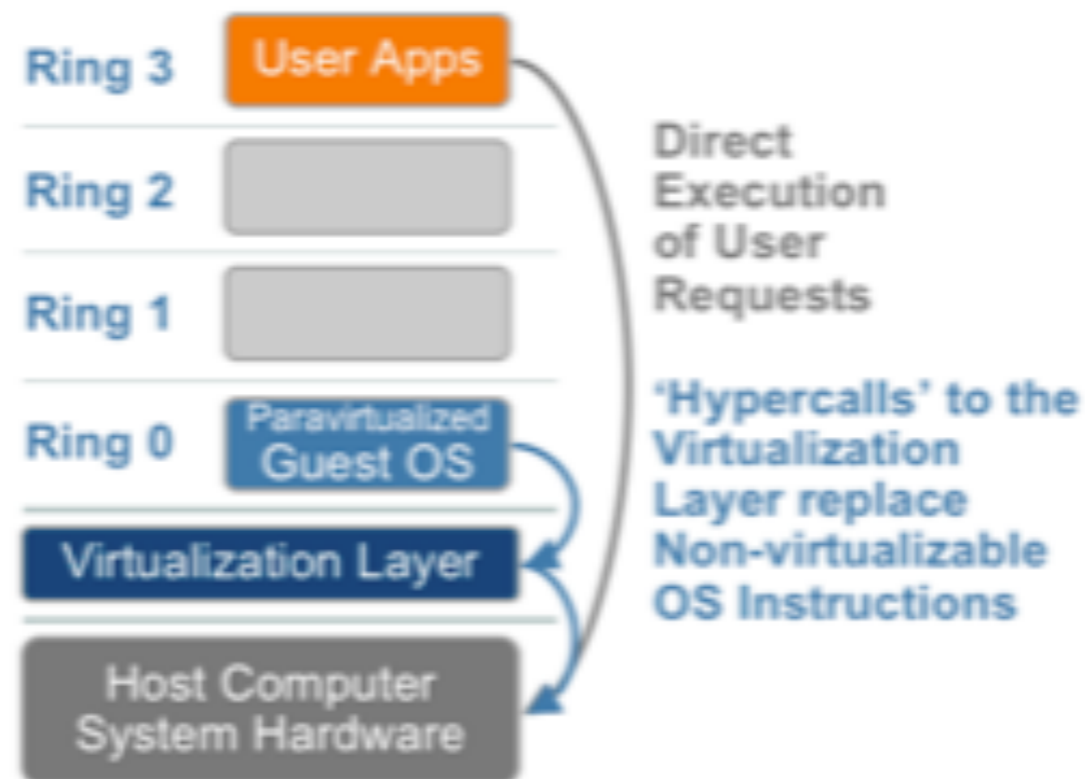 Ring 3
User Apps
Ring 2
Ring 1
Ring 0
Paravirtualized
Guest OS
Virtualization Layer
Host Computer
System Hardware
Direct
Execution
of User
Requests
‘Hypercalls’ to the
Virtualization
Layer replace
Non-virtualizable
OS Instructions